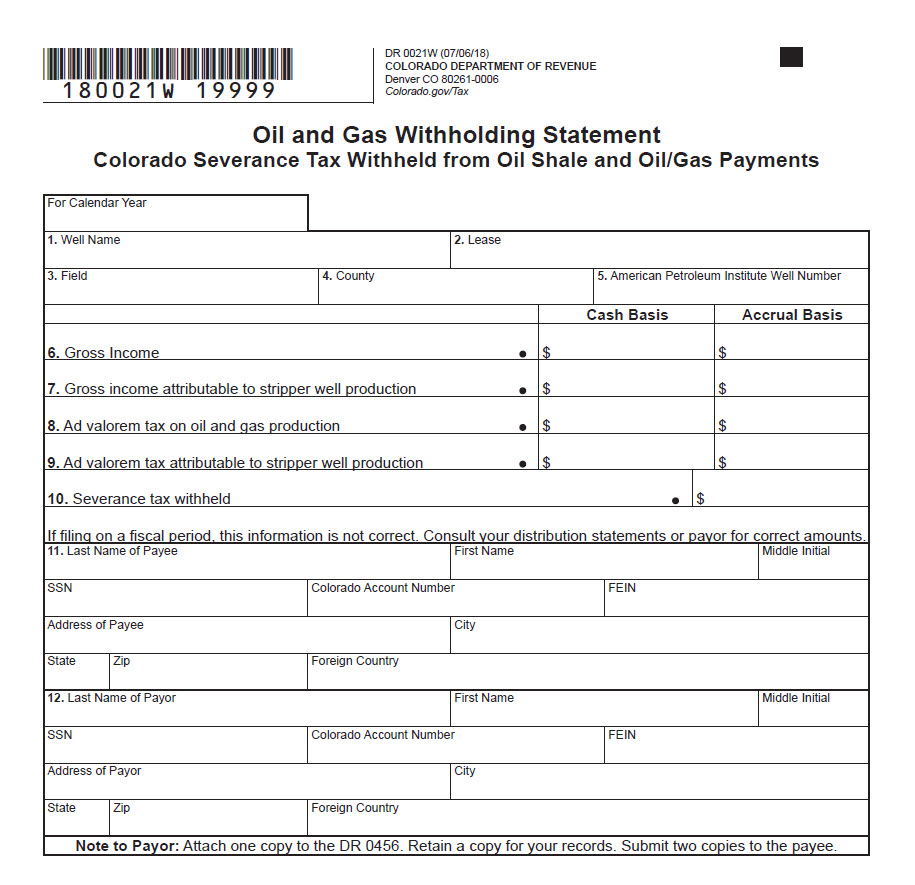 180021W 19999
DR 0021W (07/06/18)
COLORADO DEPARTMENT OF REVENUE
Denver CO 80261-0006
Colorado.gov/Tax
Oil and Gas Withholding Statement
Colorado Severance Tax Withheld from Oil Shale and Oil/Gas Payments
For Calendar Year
1. Well Name 2. Lease
3. Field 4. County 5. American Petroleum Institute Well Number
Cash Basis Accrual Basis
6. Gross Income • $ $
7. Gross income attributable to stripper well production • $ $
8. Ad valorem tax on oil and gas production • $ $
9. Ad valorem tax attributable to stripper well production • $ $
10. Severance tax withheld • $
If filing on a fiscal period, this information is not correct. Consult your distribution statements or payor for correct amounts.
11. Last Name of Payee First Name Middle Initial
SSN Colorado Account Number FEIN
Address of Payee City
State Zip Foreign Country
12. Last Name of Payor First Name Middle Initial
SSN Colorado Account Number FEIN
Address of Payor City
State Zip Foreign Country
Note to Payor: Attach one copy to the DR 0456. Retain a copy for your records. Submit two copies to the payee.